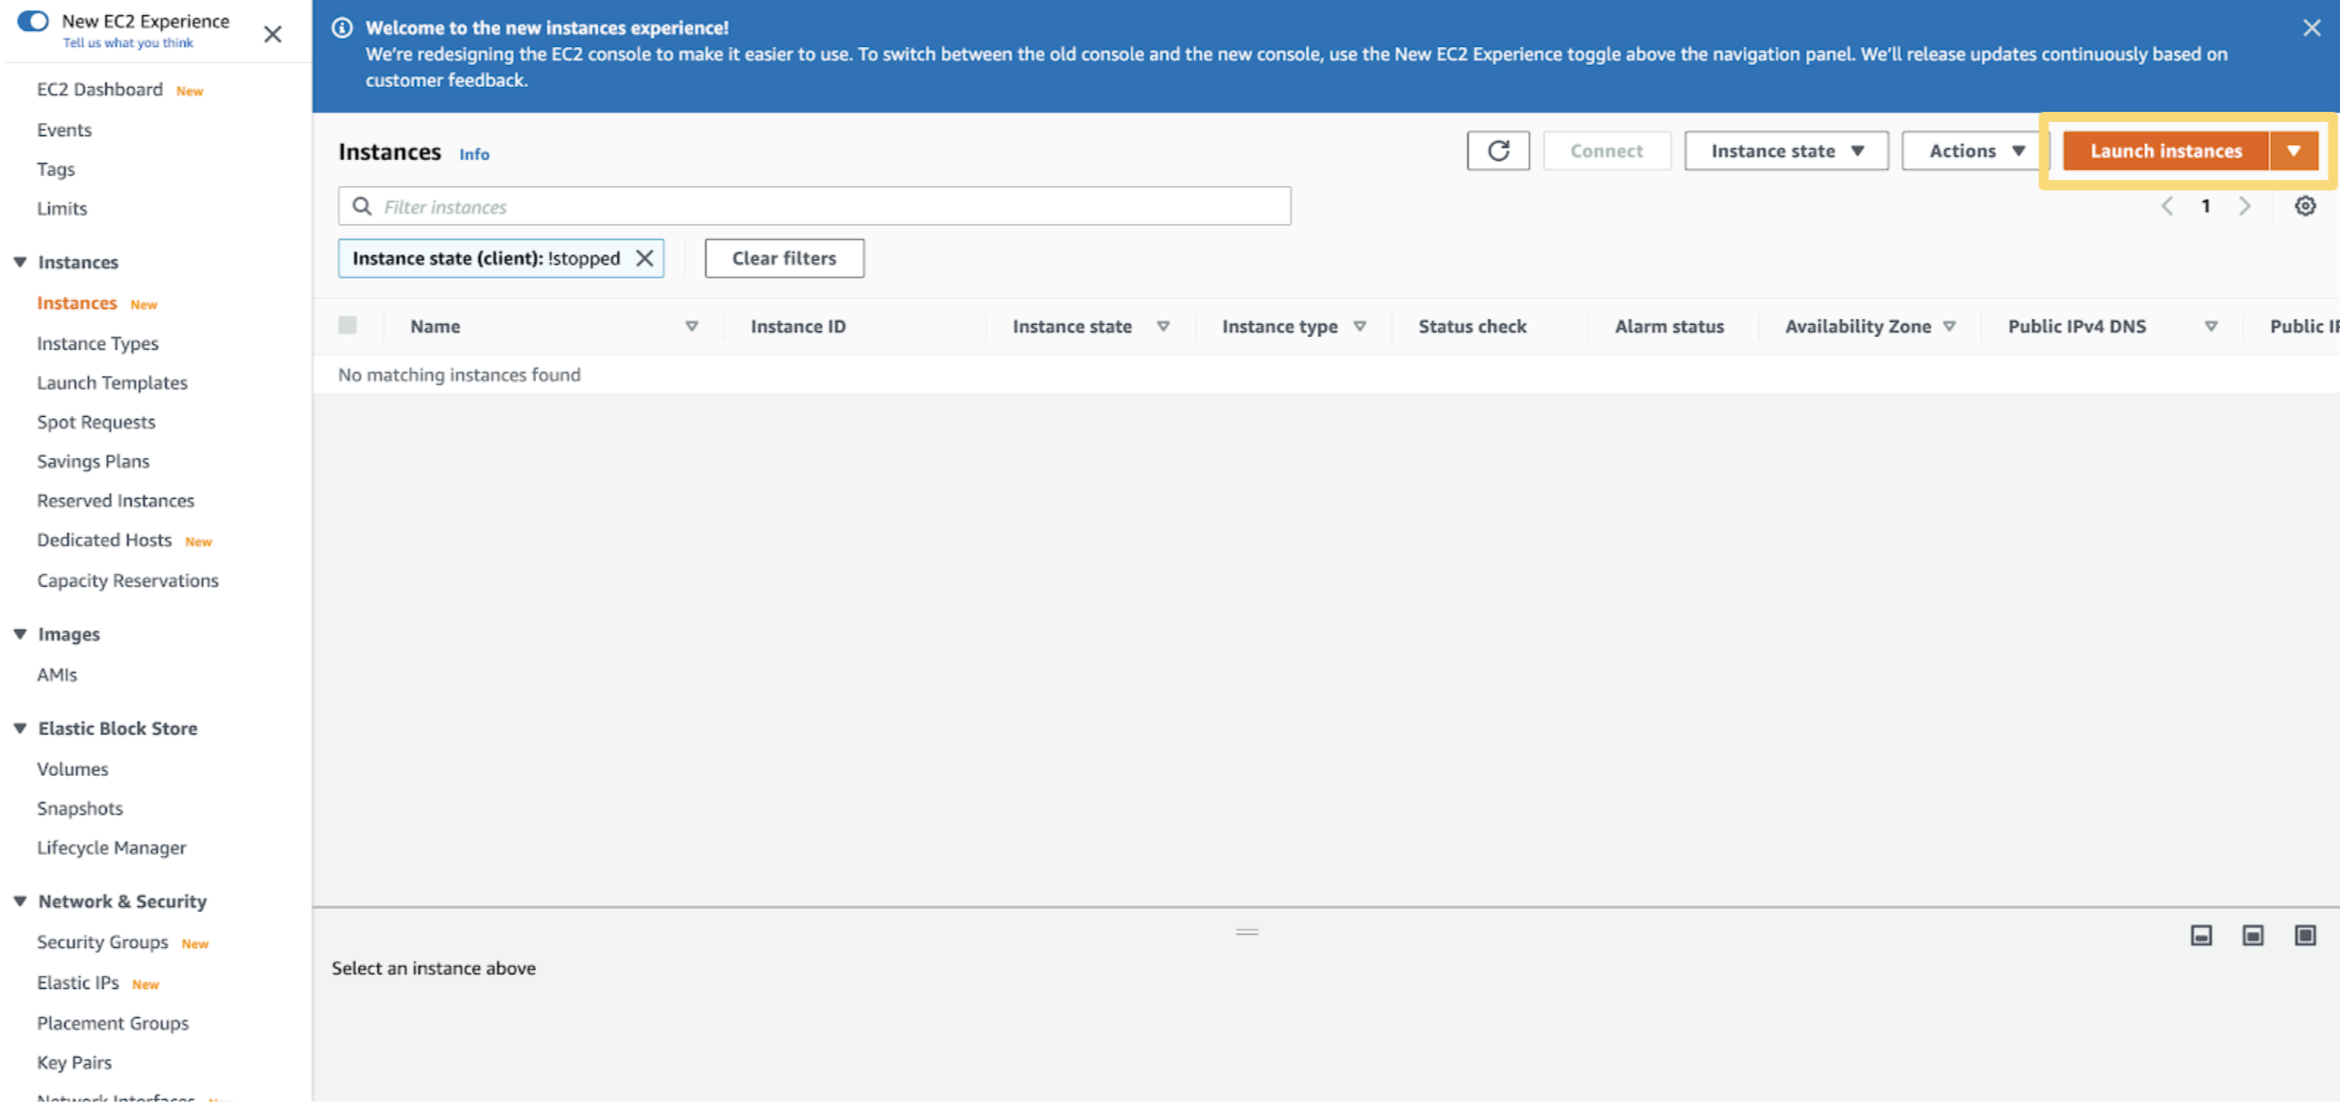 New EC2 Experience
Tell us what you think
EC2 Dashboard New
Events
Tags
Limits
Instances
Instances New
Instance Types
Launch Templates
Spot Requests
Savings Plans
Reserved Instances
Dedicated Hosts New
Capacity Reservations
Images
AMIs
Elastic Block Store
Volumes
Snapshots
Lifecycle Manager
Network & Security
Security Groups New
Elastic IPs New
Placement Groups
Key Pairs
Network Interfaces New
Welcome to the new instances experience!
We're redesigning the EC2 console to make it easier to use. To switch between the old console and the new console, use the New EC2 Experience toggle above the navigation panel. We'll release updates continuously based on
customer feedback.
Instances Info
Connect Instance state Actions Launch instances
Filter instances
1
Instance state (client): !stopped Clear filters
Name Instance ID Instance state Instance type Status check Alarm status Availability Zone Public IPv4 DNS Public
No matching instances found
Select an instance above